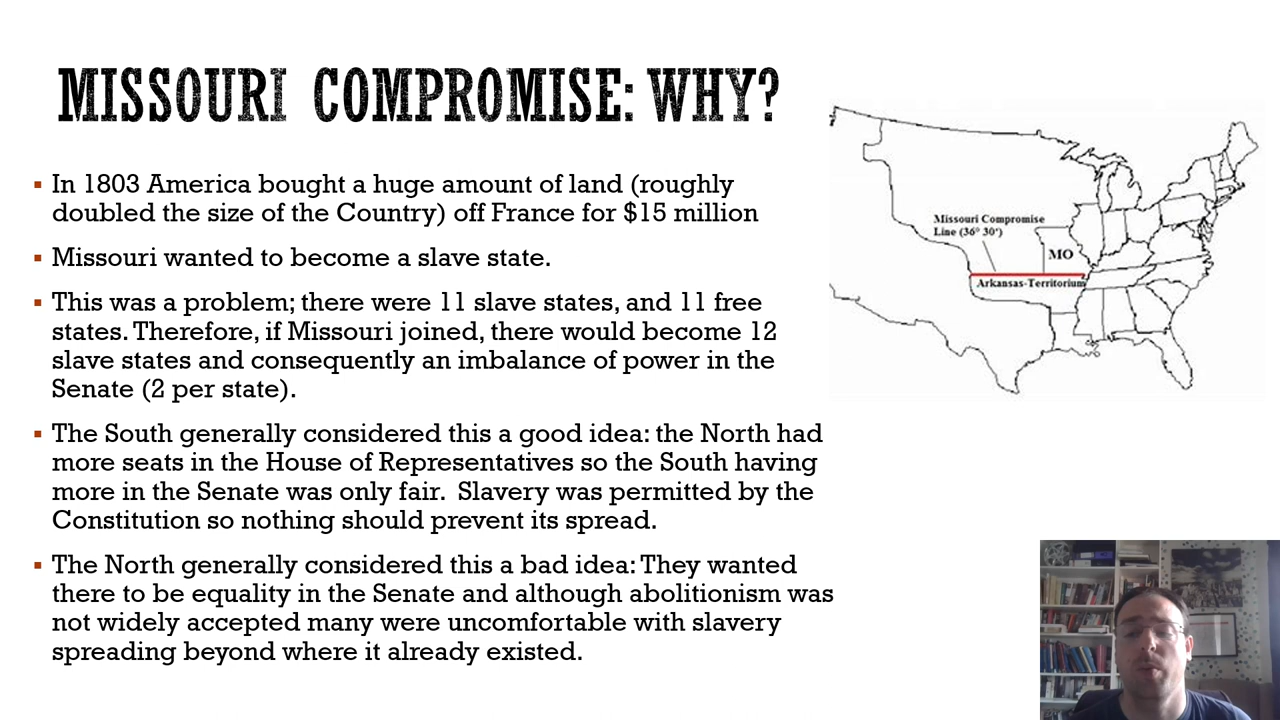 MISSOURI COMPROMISE: WHY?
▪ In 1803 America bought a huge amount of land (roughly
doubled the size of the Country) off France for $15 million
▪ Missouri wanted to become a slave state.
▪ This was a problem; there were 11 slave states, and 11 free
states. Therefore, if Missouri joined, there would become 12
slave states and consequently an imbalance of power in the
Senate (2 per state).
▪ The South generally considered this a good idea: the North had
more seats in the House of Representatives so the South having
more in the Senate was only fair. Slavery was permitted by the
Constitution so nothing should prevent its spread.
▪ The North generally considered this a bad idea: They wanted
there to be equality in the Senate and although abolitionism was
not widely accepted many were uncomfortable with slavery
spreading beyond where it already existed.
Missouri Compromise
Line (36° 30')
MO
Arkansas-Territorium